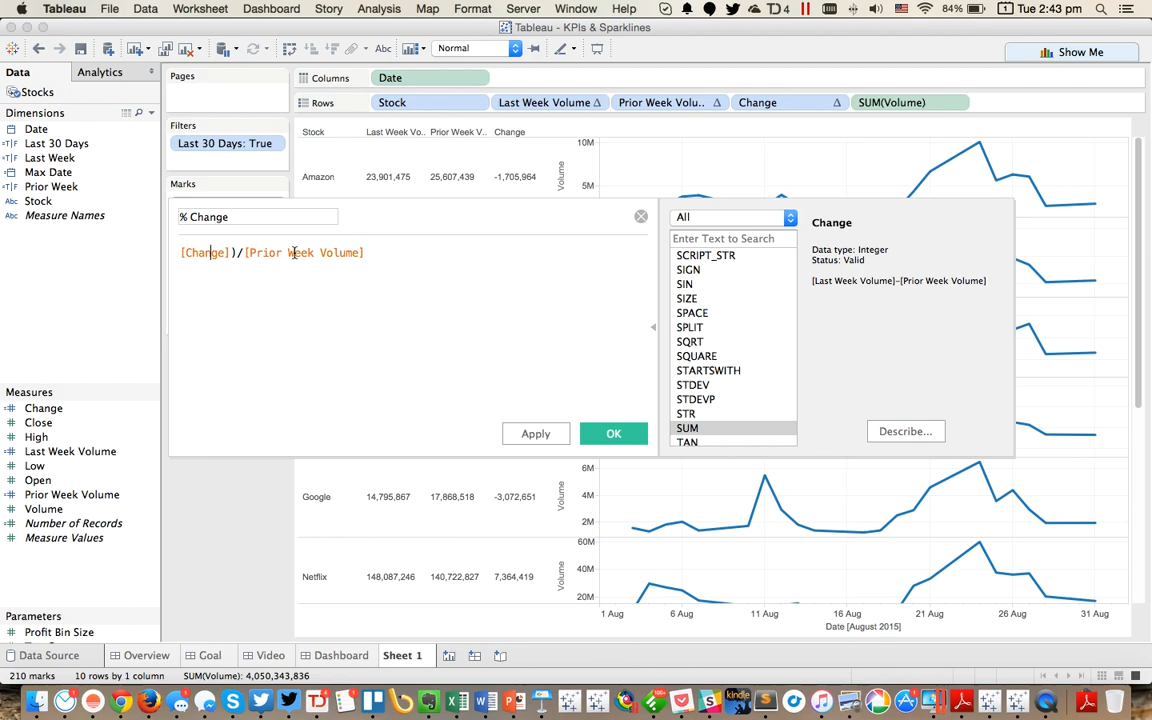 Tableau File Data Worksheet Dashboard Story Analysis Map Format Server Window Help 4 84% 1 Tue 2:43 pm
Tableau - KPIs & Sparklines
Abc Normal Show Me
Data Analytics Pages Columns Date
Stocks
Rows Stock Last Week Volume Δ Prior Week Volu.. Δ Change Δ SUM(Volume)
Dimensions
Filters
Date
Last 30 Days: True
Last 30 Days
Last Week
Max Date
Prior Week
Stock
Measure Names
Marks
Stock Last Week Vo.. Prior Week V.. Change
Amazon 23,901,475 25,607,439 -1,705,964
Volume
10M
5M
% Change
[Change])/[Prior Week Volume]
Apply OK
All
Enter Text to Search
SCRIPT_STR
SIGN
SIN
SIZE
SPACE
SPLIT
SQRT
SQUARE
STARTSWITH
STDEV
STDEVP
STR
SUM
TAN
Change
Data type: Integer
Status: Valid
[Last Week Volume]-[Prior Week Volume]
Describe...
Measures
Change
Close
High
Last Week Volume
Low
Open
Prior Week Volume
Volume
Number of Records
Measure Values
Google 14,795,867 17,868,518 -3,072,651
Volume
6M
4M
2M
Netflix 148,087,246 140,722,827 7,364,419
Volume
60M
40M
20M
1 Aug 6 Aug 11 Aug 16 Aug 21 Aug 26 Aug 31 Aug
Date [August 2015]
Parameters
Profit Bin Size
Data Source Overview Goal Video Dashboard Sheet 1
210 marks 10 rows by 1 column SUM(Volume): 4,050,343,836